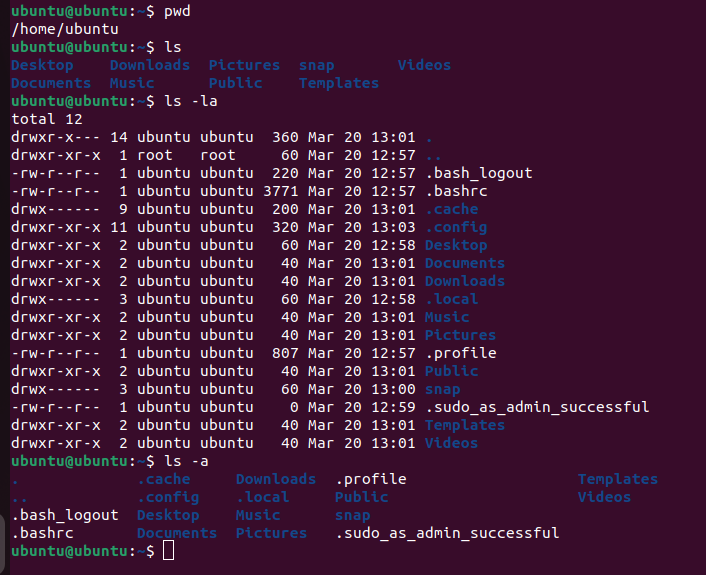 ubuntu@ubuntu:~$ pwd
/home/ubuntu
ubuntu@ubuntu:~$ ls
Desktop    Downloads  Pictures  snap       Videos
Documents  Music      Public    Templates
ubuntu@ubuntu:~$ ls -la
total 12
drwxr-x--- 14 ubuntu ubuntu  360 Mar 20 13:01 .
drwxr-xr-x  1 root   root     60 Mar 20 12:57 ..
-rw-r--r--  1 ubuntu ubuntu  220 Mar 20 12:57 .bash_logout
-rw-r--r--  1 ubuntu ubuntu 3771 Mar 20 12:57 .bashrc
drwx------  9 ubuntu ubuntu  200 Mar 20 13:01 .cache
drwxr-xr-x 11 ubuntu ubuntu  320 Mar 20 13:03 .config
drwxr-xr-x  2 ubuntu ubuntu   60 Mar 20 12:58 Desktop
drwxr-xr-x  2 ubuntu ubuntu   40 Mar 20 13:01 Documents
drwxr-xr-x  2 ubuntu ubuntu   40 Mar 20 13:01 Downloads
drwx------  3 ubuntu ubuntu   60 Mar 20 12:58 .local
drwxr-xr-x  2 ubuntu ubuntu   40 Mar 20 13:01 Music
drwxr-xr-x  2 ubuntu ubuntu   40 Mar 20 13:01 Pictures
-rw-r--r--  1 ubuntu ubuntu  807 Mar 20 12:57 .profile
drwxr-xr-x  2 ubuntu ubuntu   40 Mar 20 13:01 Public
drwx------  3 ubuntu ubuntu   60 Mar 20 13:00 snap
-rw-r--r--  1 ubuntu ubuntu    0 Mar 20 12:59 .sudo_as_admin_successful
drwxr-xr-x  2 ubuntu ubuntu   40 Mar 20 13:01 Templates
drwxr-xr-x  2 ubuntu ubuntu   40 Mar 20 13:01 Videos
ubuntu@ubuntu:~$ ls -a
.             .cache     Downloads  .profile                   Templates
..            .config    .local     Public                     Videos
.bash_logout  Desktop    Music      snap
.bashrc       Documents  Pictures   .sudo_as_admin_successful
ubuntu@ubuntu:~$